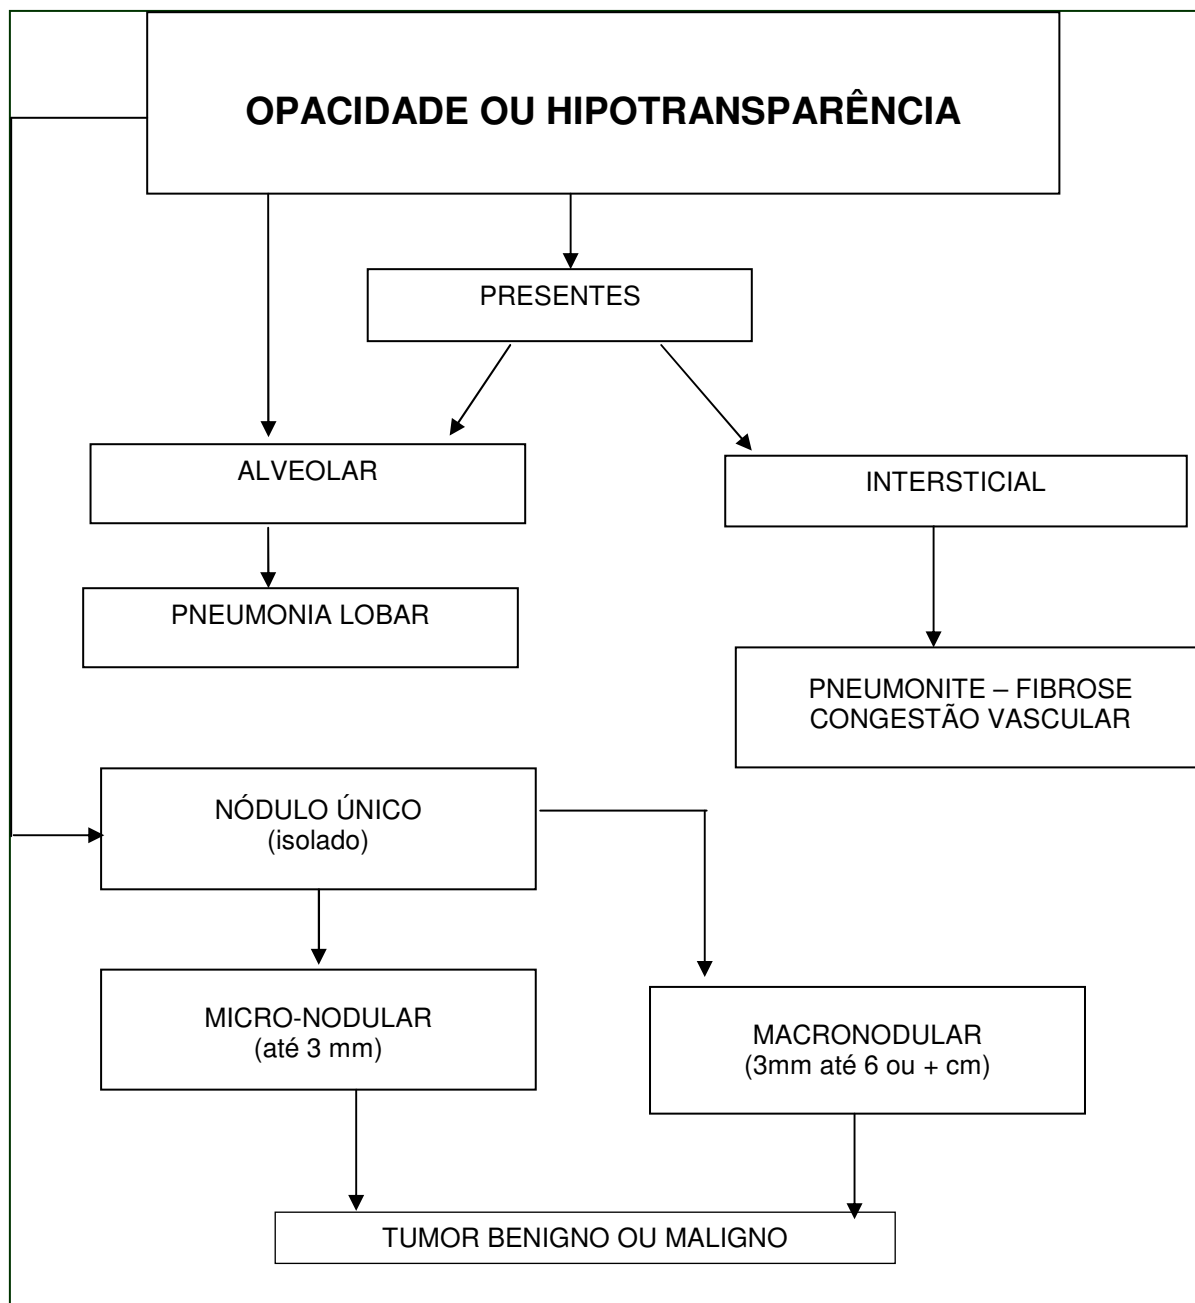 OPACIDADE OU HIPOTRANSPARÊNCIA
PRESENTES
ALVEOLAR
INTERSTICIAL
PNEUMONIA LOBAR
PNEUMONITE – FIBROSE
CONGESTÃO VASCULAR
NÓDULO ÚNICO
(isolado)
MICRO-NODULAR
(até 3 mm)
MACRONODULAR
(3mm até 6 ou + cm)
TUMOR BENIGNO OU MALIGNO